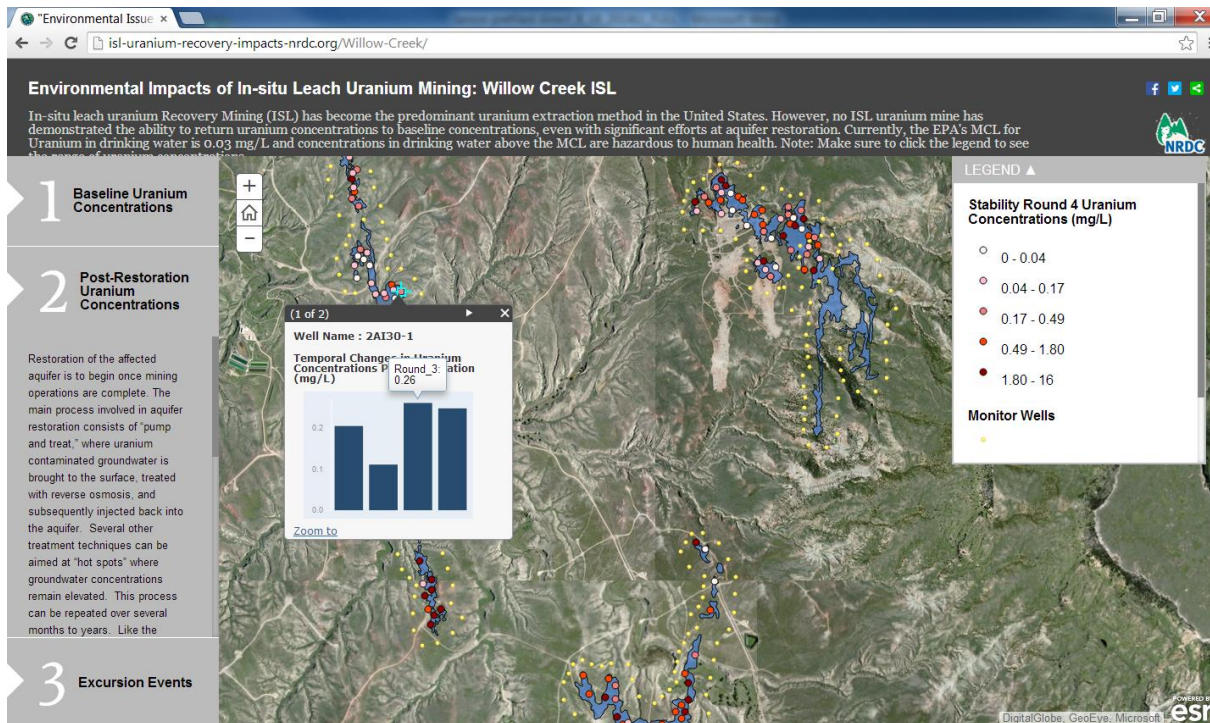 "Environmental Issue ×
isl-uranium-recovery-impacts-nrdc.org/Willow-Creek/
Environmental Impacts of In-situ Leach Uranium Mining: Willow Creek ISL
In-situ leach uranium Recovery Mining (ISL) has become the predominant uranium extraction method in the United States. However, no ISL uranium mine has
demonstrated the ability to return uranium concentrations to baseline concentrations, even with significant efforts at aquifer restoration. Currently, the EPA's MCL for
Uranium in drinking water is 0.03 mg/L and concentrations in drinking water above the MCL are hazardous to human health. Note: Make sure to click the legend to see
the range of uranium concentrations
NRDC
1
Baseline Uranium
Concentrations
2
Post-Restoration
Uranium
Concentrations
Restoration of the affected
aquifer is to begin once mining
operations are complete. The
main process involved in aquifer
restoration consists of "pump
and treat," where uranium
contaminated groundwater is
brought to the surface, treated
with reverse osmosis, and
subsequently injected back into
the aquifer. Several other
treatment techniques can be
aimed at "hot spots" where
groundwater concentrations
remain elevated. This process
can be repeated over several
months to years. Like the
3
Excursion Events
+
−
(1 of 2)
Well Name : 2AI30-1
Temporal Changes in Uranium
Concentrations P ation
(mg/L)
Round_3:
0.26
0.2
0.1
0.0
Zoom to
LEGEND ▲
Stability Round 4 Uranium
Concentrations (mg/L)
0 - 0.04
0.04 - 0.17
0.17 - 0.49
0.49 - 1.80
1.80 - 16
Monitor Wells
POWERED BY
esri
DigitalGlobe, GeoEye, Microsoft